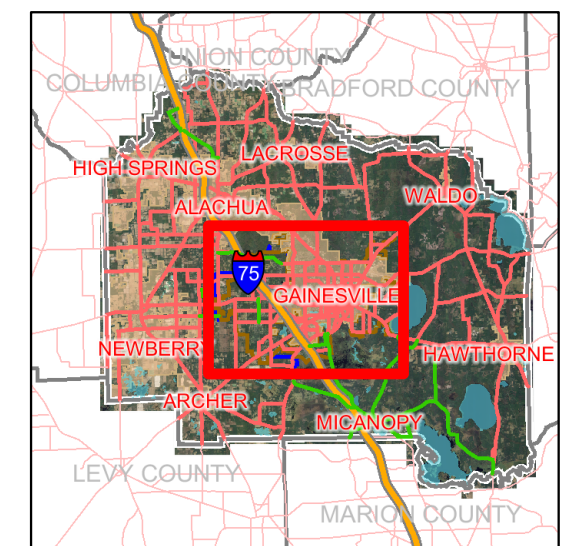 UNION COUNTY
COLUMBIA COUNTY
BRADFORD COUNTY
LACROSSE
HIGH SPRINGS
WALDO
ALACHUA
75
GAINESVILLE
NEWBERRY
HAWTHORNE
ARCHER
MICANOPY
LEVY COUNTY
MARION COUNTY